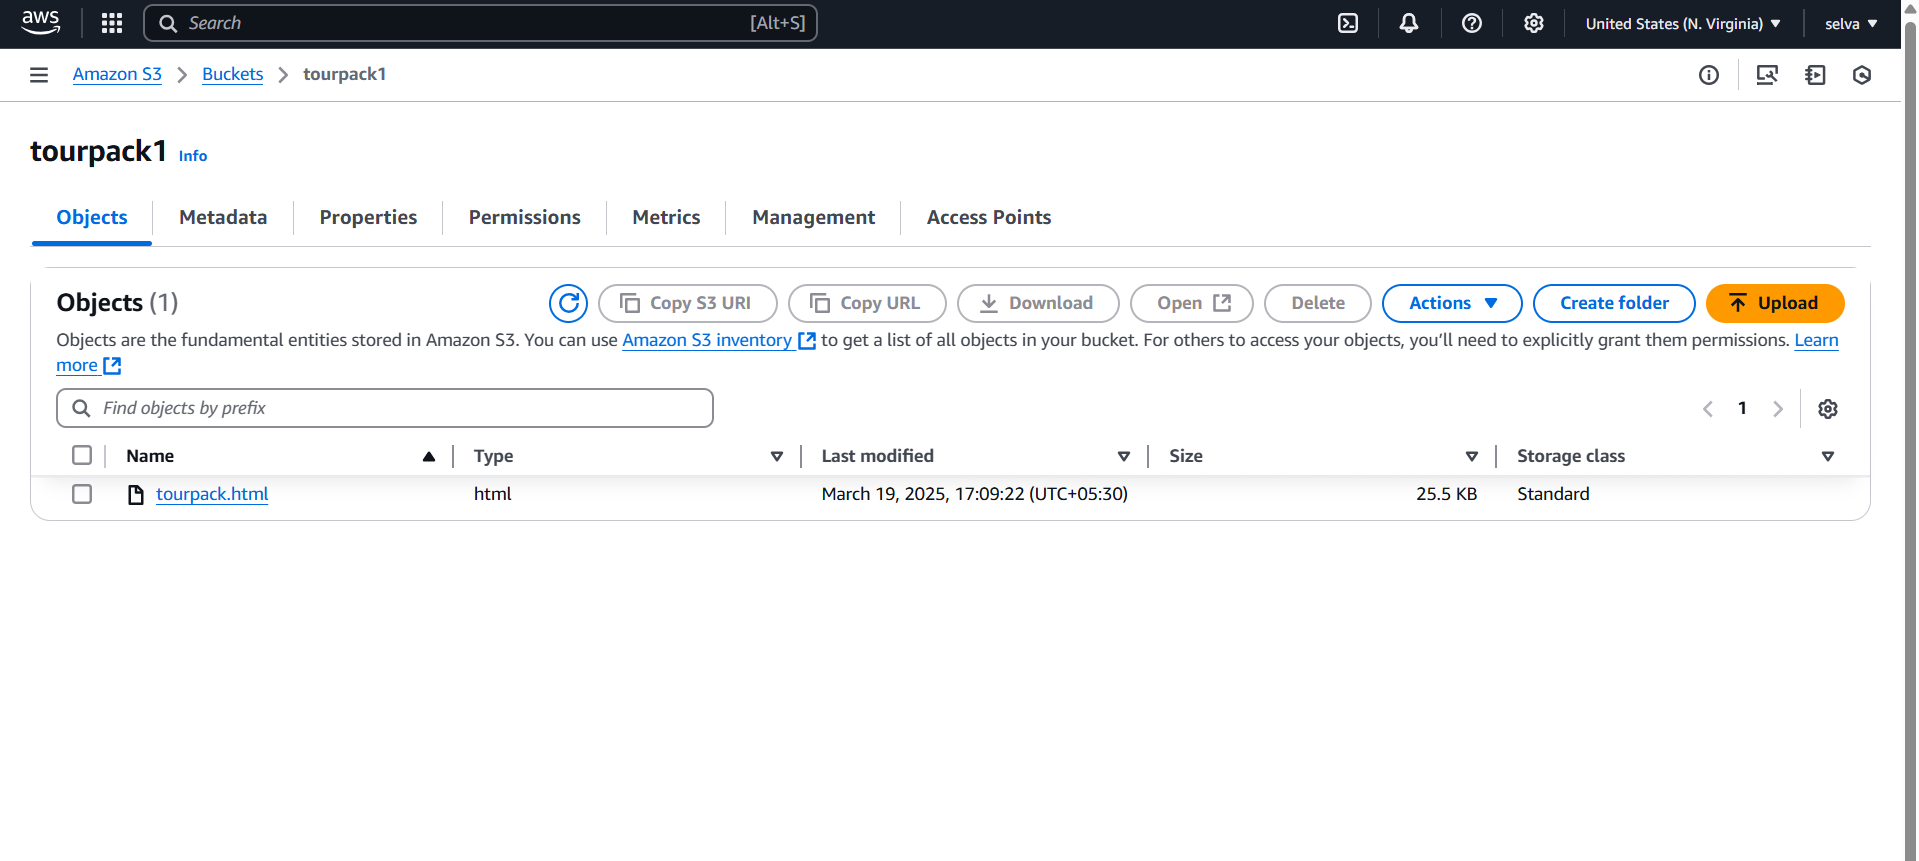 aws Search [Alt+S] United States (N. Virginia) selva
Amazon S3 Buckets tourpack1
tourpack1 Info
Objects Metadata Properties Permissions Metrics Management Access Points
Objects (1) Copy S3 URI Copy URL Download Open Delete Actions Create folder Upload
Objects are the fundamental entities stored in Amazon S3. You can use Amazon S3 inventory to get a list of all objects in your bucket. For others to access your objects, you’ll need to explicitly grant them permissions. Learn
more
Find objects by prefix 1
Name Type Last modified Size Storage class
tourpack.html html March 19, 2025, 17:09:22 (UTC+05:30) 25.5 KB Standard